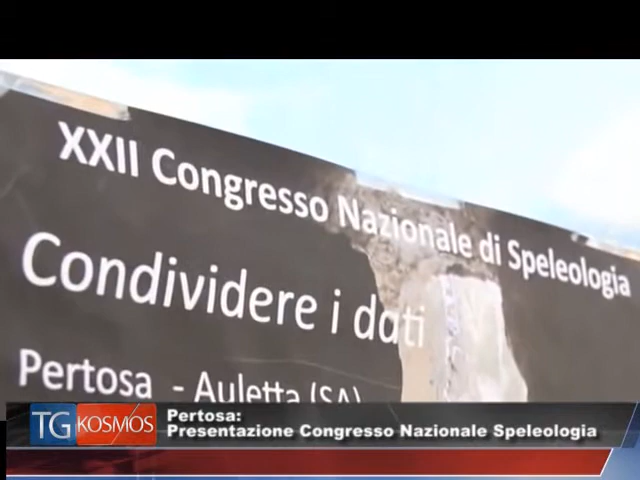 XXII Congresso Nazionale di Speleologia
Condividere i dati
Pertosa - Auletta (SA)
TG KOSMOS
Pertosa:
Presentazione Congresso Nazionale Speleologia